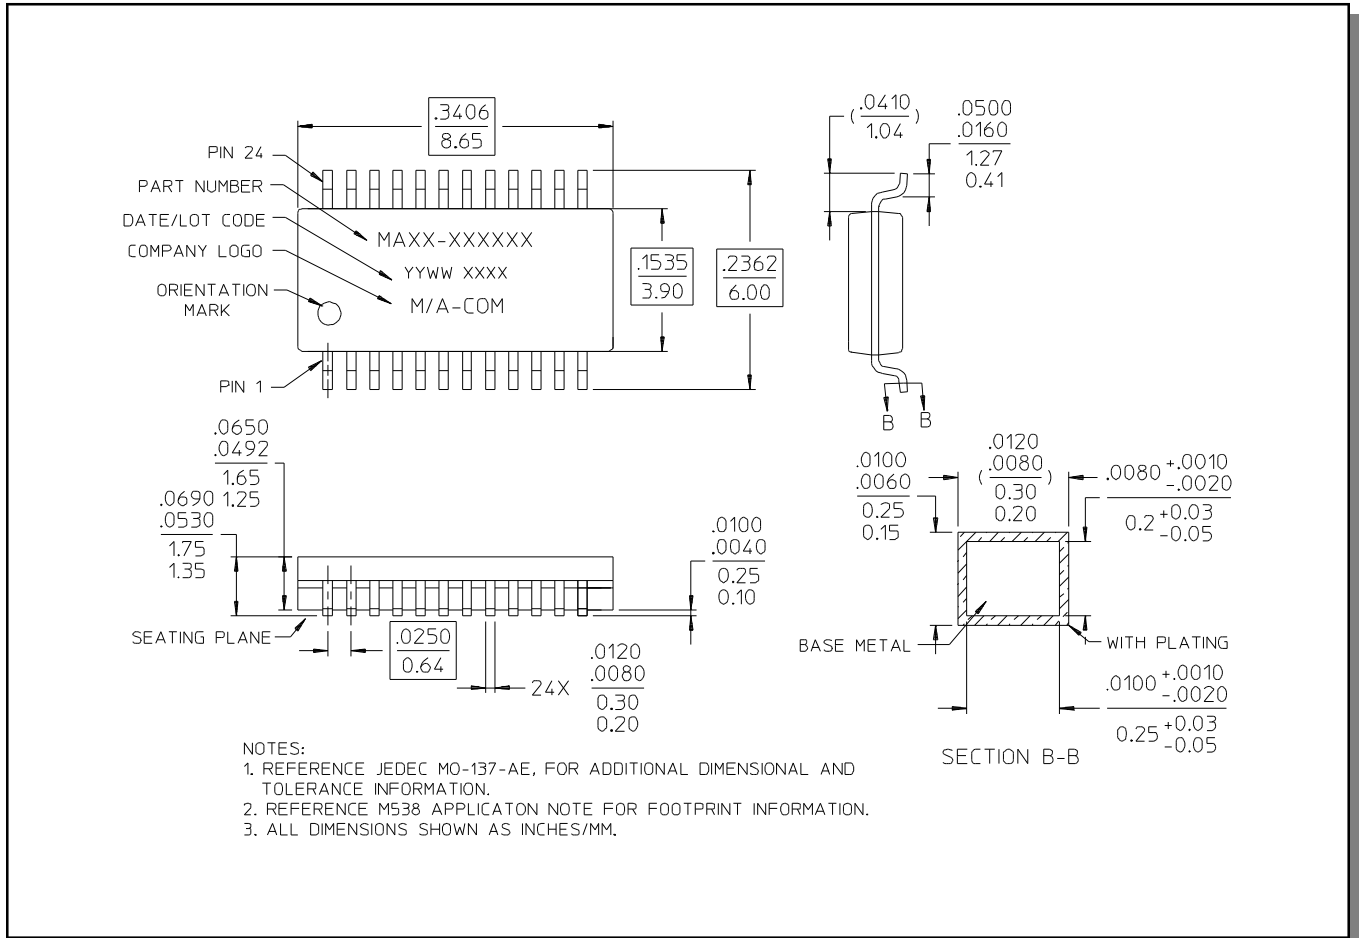 .3406
8.65
PIN 24
PART NUMBER
DATE/LOT CODE
COMPANY LOGO
ORIENTATION
MARK
PIN 1
MAXX-XXXXXX
YYWW XXXX
M/A-COM
.1535
3.90
.2362
6.00
(.0410)
1.04
.0500
.0160
1.27
0.41
B
B
.0650
.0492
1.65
1.25
.0690
.0530
1.75
1.35
SEATING PLANE
.0250
0.64
24X
.0120
.0080
0.30
0.20
.0100
.0040
0.25
0.10
.0100
.0060
0.25
0.15
.0120
(.0080)
0.30
0.20
.0080 +.0010
-.0020
0.2 +0.03
-0.05
BASE METAL
WITH PLATING
.0100 +.0010
-.0020
0.25 +0.03
-0.05
SECTION B-B
NOTES:
1. REFERENCE JEDEC MO-137-AE, FOR ADDITIONAL DIMENSIONAL AND
TOLERANCE INFORMATION.
2. REFERENCE M538 APPLICATON NOTE FOR FOOTPRINT INFORMATION.
3. ALL DIMENSIONS SHOWN AS INCHES/MM.